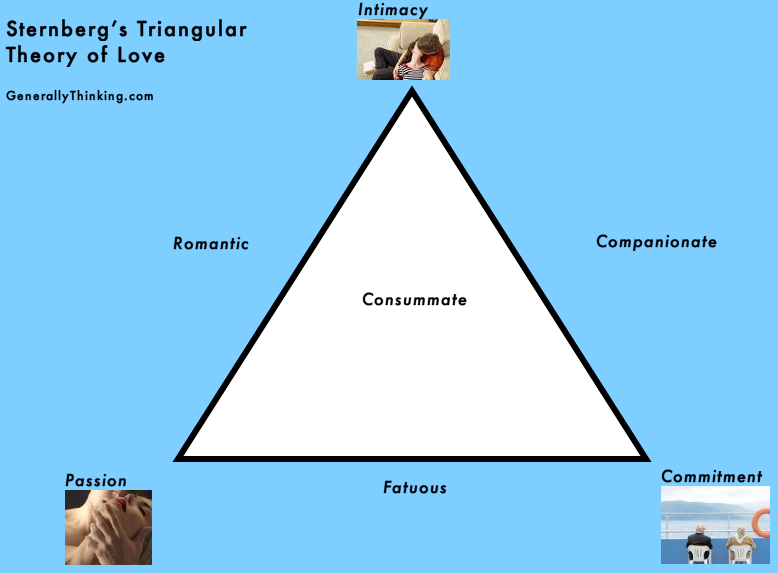 Intimacy
Sternberg's Triangular
Theory of Love
GenerallyThinking.com
Romantic
Companionate
Consummate
Passion
Commitment
Fatuous